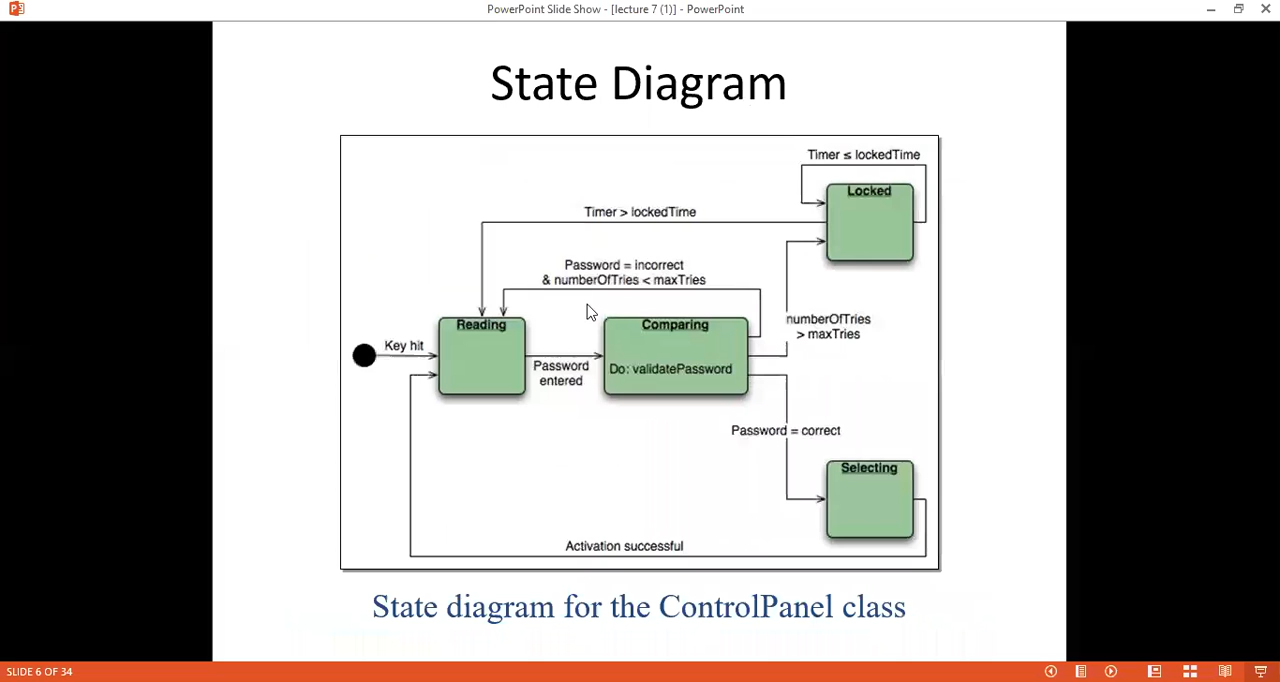 PowerPoint Slide Show - [lecture 7 (1)] - PowerPoint
State Diagram
Timer ≤ lockedTime
Locked
Timer > lockedTime
Password = incorrect
& numberOfTries < maxTries
Reading
Comparing
numberOfTries
> maxTries
Key hit
Password
entered
Do: validatePassword
Password = correct
Selecting
Activation successful
State diagram for the ControlPanel class
SLIDE 6 OF 34